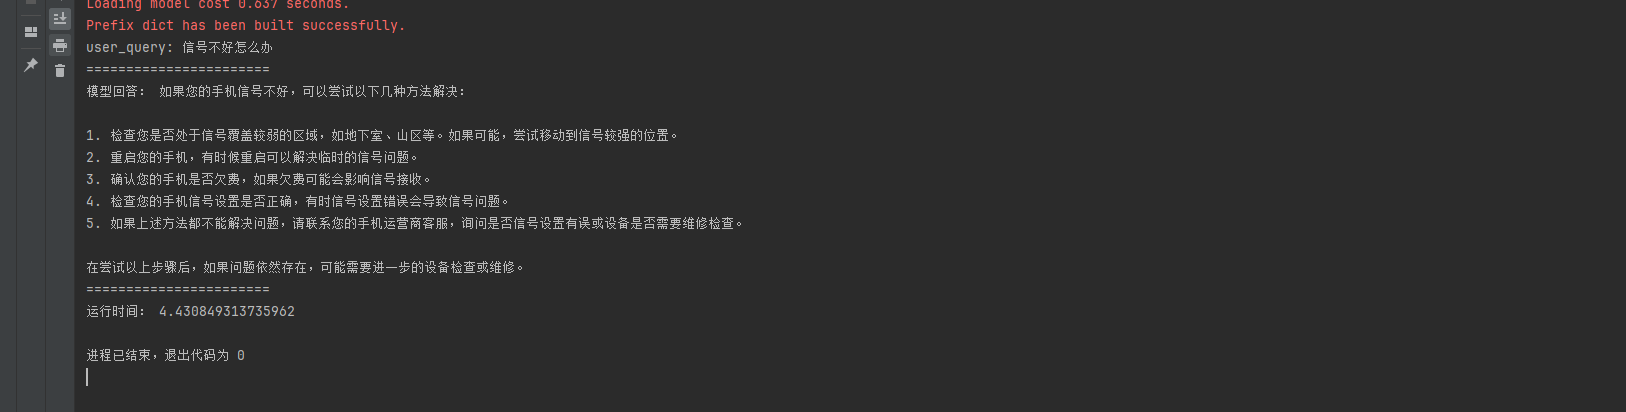 Loading model cost 0.637 seconds.
Prefix dict has been built successfully.
user_query: 信号不好怎么办
=======================
模型回答： 如果您的手机信号不好，可以尝试以下几种方法解决：
1. 检查您是否处于信号覆盖较弱的区域，如地下室、山区等。如果可能，尝试移动到信号较强的位置。
2. 重启您的手机，有时候重启可以解决临时的信号问题。
3. 确认您的手机是否欠费，如果欠费可能会影响信号接收。
4. 检查您的手机信号设置是否正确，有时信号设置错误会导致信号问题。
5. 如果上述方法都不能解决问题，请联系您的手机运营商客服，询问是否信号设置有误或设备是否需要维修检查。
在尝试以上步骤后，如果问题依然存在，可能需要进一步的设备检查或维修。
=======================
运行时间： 4.430849313735962
进程已结束，退出代码为 0